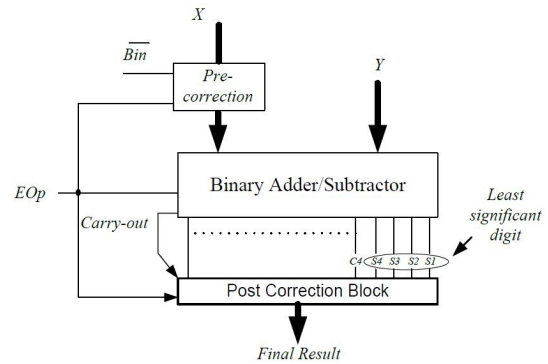 X
Bin
Pre-
correction
Y
Binary Adder/Subtractor
EOp
Carry-out
Least
significant
digit
C4 S4 S3 S2 S1
Post Correction Block
Final Result